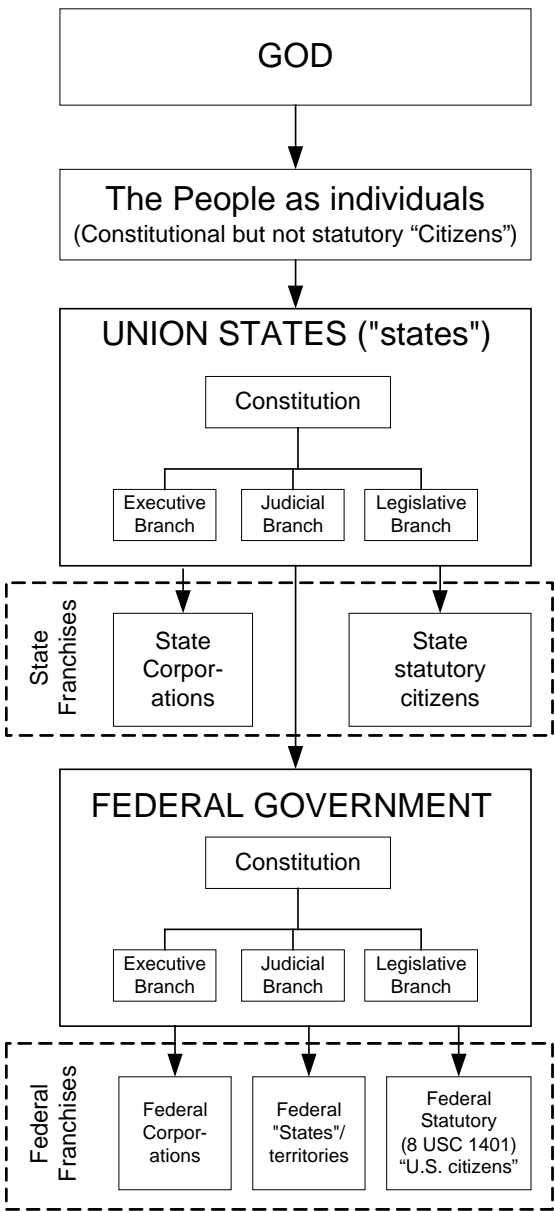 GOD
The People as individuals
(Constitutional but not statutory “Citizens”)
UNION STATES ("states")
Constitution
Executive
Branch
Judicial
Branch
Legislative
Branch
State
Franchises
State
Corpor-
ations
State
statutory
citizens
FEDERAL GOVERNMENT
Constitution
Executive
Branch
Judicial
Branch
Legislative
Branch
Federal
Franchises
Federal
Corpor-
ations
Federal
"States"/
territories
Federal
Statutory
(8 USC 1401)
“U.S. citizens”